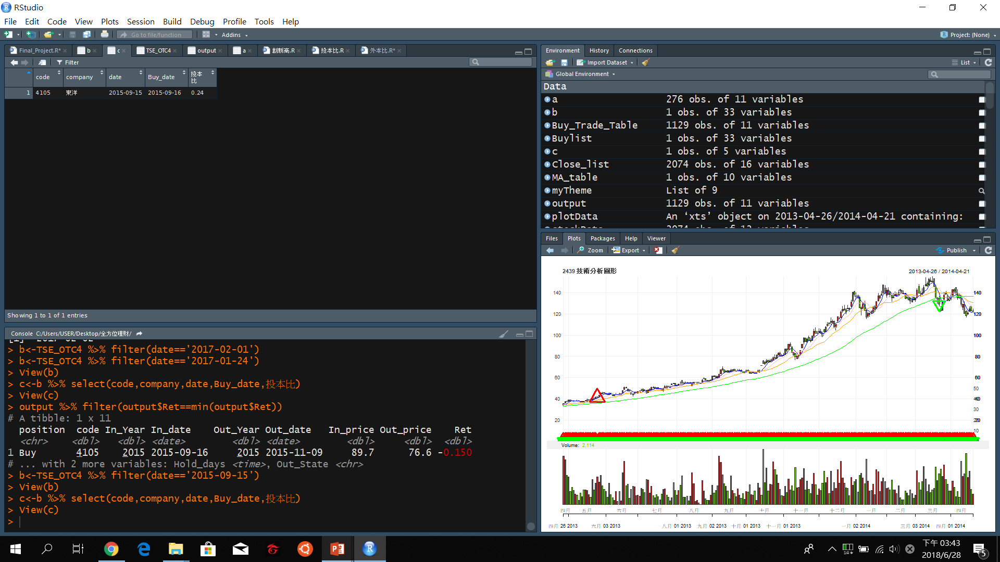 RStudio
File Edit Code View Plots Session Build Debug Profile Tools Help
Go to file/function Addins Project: (None)
Final_Project.R* b c TSE_OTC4 output a 創新高.R 投本比.R 外本比.R*
Filter
code company date Buy_date 投本比
1 4105 東洋 2015-09-15 2015-09-16 0.24
Showing 1 to 1 of 1 entries
Console C:/Users/USER/Desktop/全方位理財/
> b<-TSE_OTC4 %>% filter(date=='2017-02-01')
> b<-TSE_OTC4 %>% filter(date=='2017-01-24')
> View(b)
> c<-b %>% select(code,company,date,Buy_date,投本比)
> View(c)
> output %>% filter(output$Ret==min(output$Ret))
# A tibble: 1 x 11
position code In_Year In_date Out_Year Out_date In_price Out_price Ret
<chr> <dbl> <dbl> <date> <dbl> <date> <dbl> <dbl> <dbl>
1 Buy 4105 2015 2015-09-16 2015 2015-11-09 89.7 76.6 -0.150
# ... with 2 more variables: Hold_days <time>, Out_State <chr>
> b<-TSE_OTC4 %>% filter(date=='2015-09-15')
> View(b)
> c<-b %>% select(code,company,date,Buy_date,投本比)
> View(c)
>
Environment History Connections
Import Dataset List
Global Environment
Data
a 276 obs. of 11 variables
b 1 obs. of 33 variables
Buy_Trade_Table 1129 obs. of 11 variables
Buylist 1 obs. of 33 variables
c 1 obs. of 5 variables
Close_list 2074 obs. of 16 variables
MA_table 1 obs. of 10 variables
myTheme List of 9
output 1129 obs. of 11 variables
plotData An ‘xts’ object on 2013-04-26/2014-04-21 containing:
Files Plots Packages Help Viewer
Zoom Export Publish
2439 技術分析圖形 2013-04-26 / 2014-04-21
140 140
120 120
100 100
80 80
60 60
50
40 40
30
20 20
10
Volume: 2,114
四月 五月 六月 七月 八月 九月 十月 十一月 十二月 一月 二月 三月 四月
四月 26 2013 六月 03 2013 八月 01 2013 九月 02 2013 十月 01 2013 十一月 01 2013 一月 02 2014 三月 03 2014 四月 01 2014
下午 03:43
2018/6/28
5